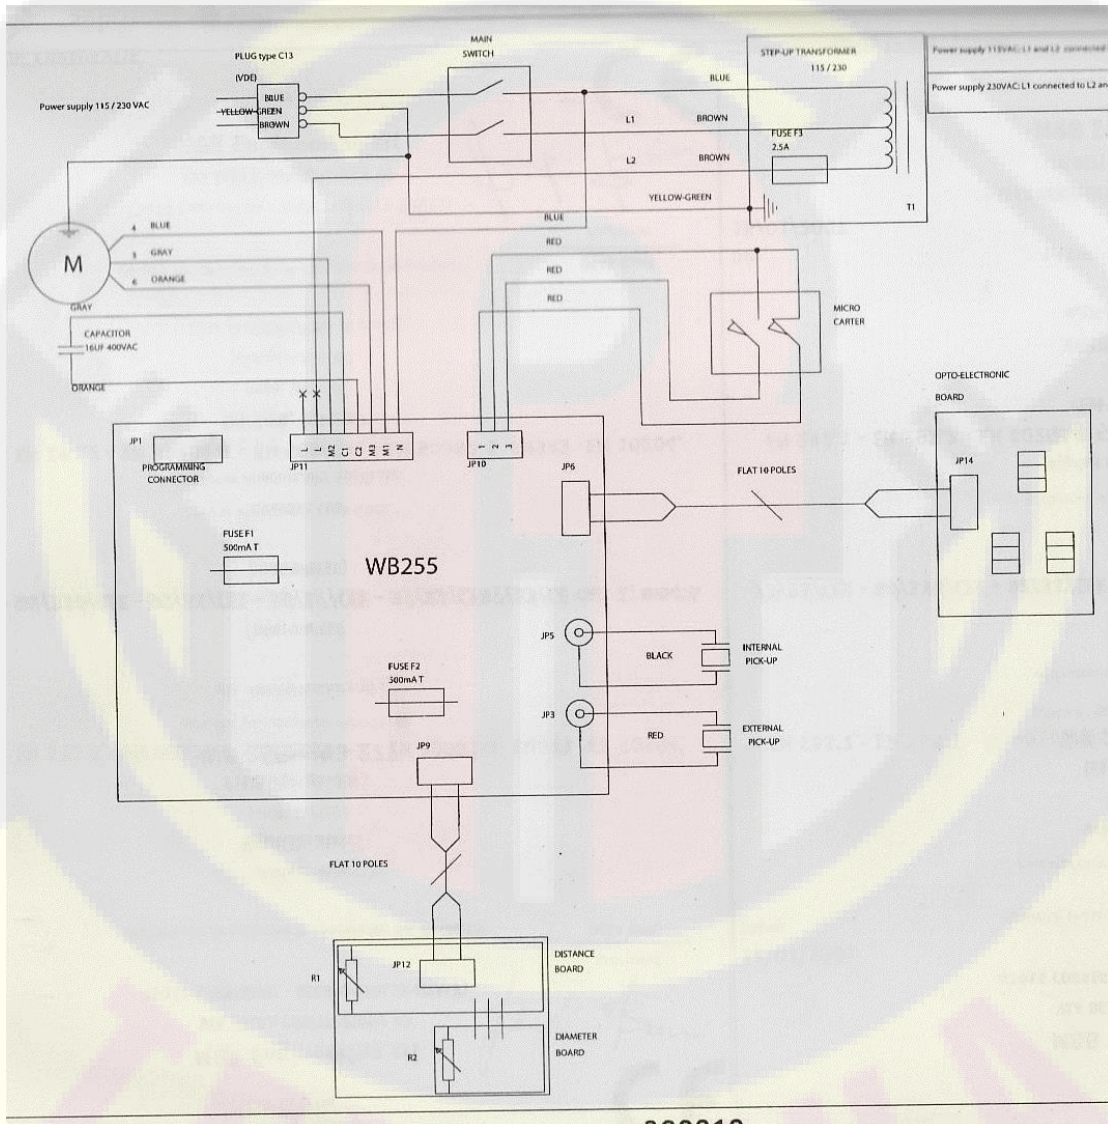 MAIN
SWITCH
PLUG type C13
(VDE)
BLUE
YELLOW-GREEN
BROWN
Power supply 115 / 230 VAC
STEP-UP TRANSFORMER
115 / 230
Power supply 115VAC: L1 and L2 connected
Power supply 230VAC: L1 connected to L2 an
BLUE
L1
BROWN
FUSE F3
2.5A
L2
BROWN
YELLOW-GREEN
T1
BLUE
4
BLUE
GRAY
6
ORANGE
M
GRAY
CAPACITOR
16UF 400VAC
ORANGE
RED
RED
RED
MICRO
CARTER
OPTO-ELECTRONIC
BOARD
JP1
PROGRAMMING
CONNECTOR
JP11
L
L
M2
C1
C2
M3
M1
N
JP10
1
2
3
JP6
FLAT 10 POLES
JP14
FUSE F1
500mA T
WB255
JP5
BLACK
INTERNAL
PICK-UP
FUSE F2
500mA T
JP3
RED
EXTERNAL
PICK-UP
JP9
FLAT 10 POLES
DISTANCE
BOARD
JP12
R1
DIAMETER
BOARD
R2